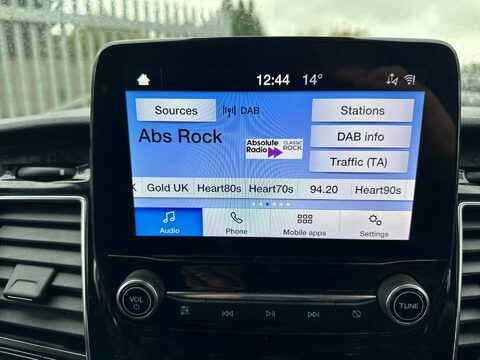 12:44 14°
Sources DAB Stations
Abs Rock
Absolute Radio CLASSIC ROCK
DAB info
Traffic (TA)
K Gold UK Heart80s Heart70s 94.20 Heart90s
Audio Phone Mobile apps Settings
VOL TUNE